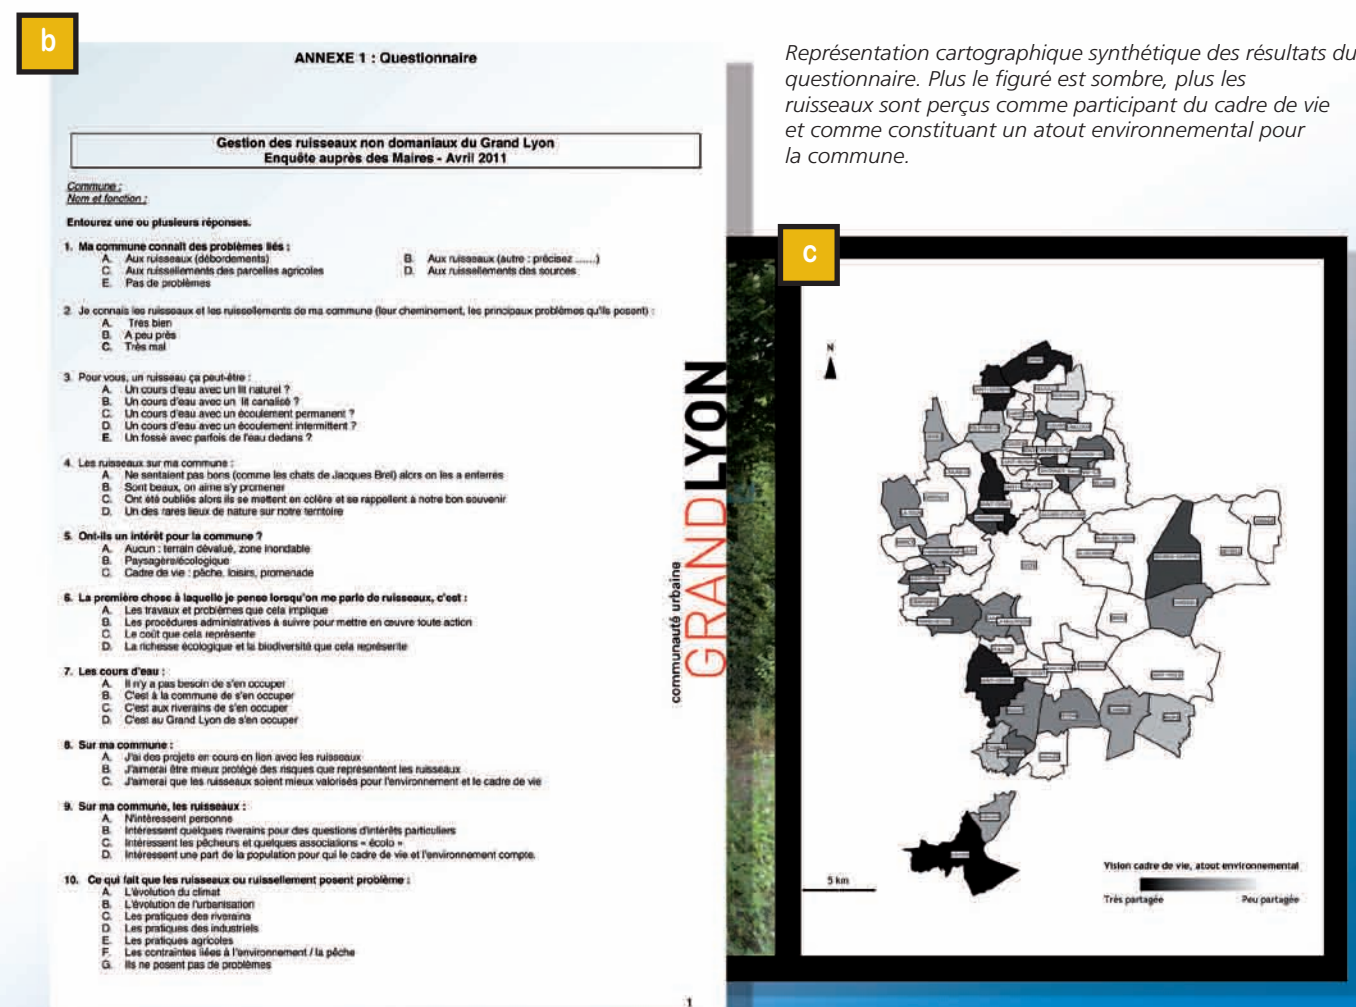 b
ANNEXE 1 : Questionnaire
Gestion des ruisseaux non domaniaux du Grand Lyon
Enquête auprès des Maires - Avril 2011
Commune :
Nom et fonction :
Entourez une ou plusieurs réponses.
1. Ma commune connaît des problèmes liés :
A. Aux ruisseaux (débordements)
B. Aux ruisseaux (autre : précisez ......)
C. Aux ruissellements des parcelles agricoles
D. Aux ruissellements des sources
E. Pas de problèmes
2. Je connais les ruisseaux et les ruissellements de ma commune (leur cheminement, les principaux problèmes qu'ils posent) :
A. Très bien
B. A peu près
C. Très mal
3. Pour vous, un ruisseau ça peut-être :
A. Un cours d'eau avec un lit naturel ?
B. Un cours d'eau avec un lit canalisé ?
C. Un cours d'eau avec un écoulement permanent ?
D. Un cours d'eau avec un écoulement intermittent ?
E. Un fossé avec parfois de l'eau dedans ?
4. Les ruisseaux sur ma commune :
A. Ne sentaient pas bons (comme les chats de Jacques Brel) alors on les a enterrés
B. Sont beaux, on aime s'y promener
C. Ont été oubliés alors ils se mettent en colère et se rappellent à notre bon souvenir
D. Un des rares lieux de nature sur notre territoire
5. Ont-ils un intérêt pour la commune ?
A. Aucun : terrain dévalué, zone inondable
B. Paysagère/écologique
C. Cadre de vie : pêche, loisirs, promenade
6. La première chose à laquelle je pense lorsqu'on me parle de ruisseaux, c'est :
A. Les travaux et problèmes que cela implique
B. Les procédures administratives à suivre pour mettre en œuvre toute action
C. Le coût que cela représente
D. La richesse écologique et la biodiversité que cela représente
7. Les cours d'eau :
A. Il n'y a pas besoin de s'en occuper
B. C'est à la commune de s'en occuper
C. C'est aux riverains de s'en occuper
D. C'est au Grand Lyon de s'en occuper
8. Sur ma commune :
A. J'ai des projets en cours en lien avec les ruisseaux
B. J'aimerai être mieux protégé des risques que représentent les ruisseaux
C. J'aimerai que les ruisseaux soient mieux valorisés pour l'environnement et le cadre de vie
9. Sur ma commune, les ruisseaux :
A. N'intéressent personne
B. Intéressent quelques riverains pour des questions d'intérêts particuliers
C. Intéressent les pêcheurs et quelques associations « écolo »
D. Intéressent une part de la population pour qui le cadre de vie et l'environnement compte.
10. Ce qui fait que les ruisseaux ou ruissellement posent problème :
A. L'évolution du climat
B. L'évolution de l'urbanisation
C. Les pratiques des riverains
D. Les pratiques des industriels
E. Les pratiques agricoles
F. Les contraintes liées à l'environnement / la pêche
G. Ils ne posent pas de problèmes
1
communauté urbaine
GRANDLYON
Représentation cartographique synthétique des résultats du
questionnaire. Plus le figuré est sombre, plus les
ruisseaux sont perçus comme participant du cadre de vie
et comme constituant un atout environnemental pour
la commune.
c
N
5 km
Vision cadre de vie, atout environnemental
Très partagée
Peu partagée